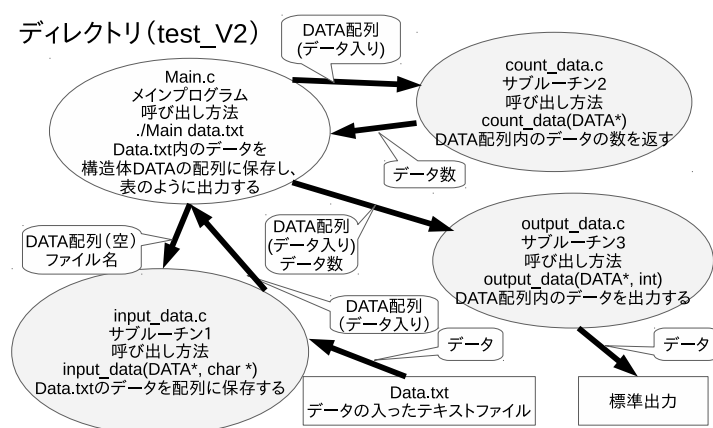 ディレクトリ(test_V2)
DATA配列
(データ入り)
Main.c
メインプログラム
呼び出し方法
./Main data.txt
Data.txt内のデータを
構造体DATAの配列に保存し、
表のように出力する
count_data.c
サブルーチン2
呼び出し方法
count_data(DATA*)
DATA配列内のデータの数を返す
データ数
DATA配列(空)
ファイル名
DATA配列
(データ入り)
データ数
output_data.c
サブルーチン3
呼び出し方法
output_data(DATA*, int)
DATA配列内のデータを出力する
input_data.c
サブルーチン1
呼び出し方法
input_data(DATA*, char *)
Data.txtのデータを配列に保存する
DATA配列
(データ入り)
データ
データ
Data.txt
データの入ったテキストファイル
標準出力